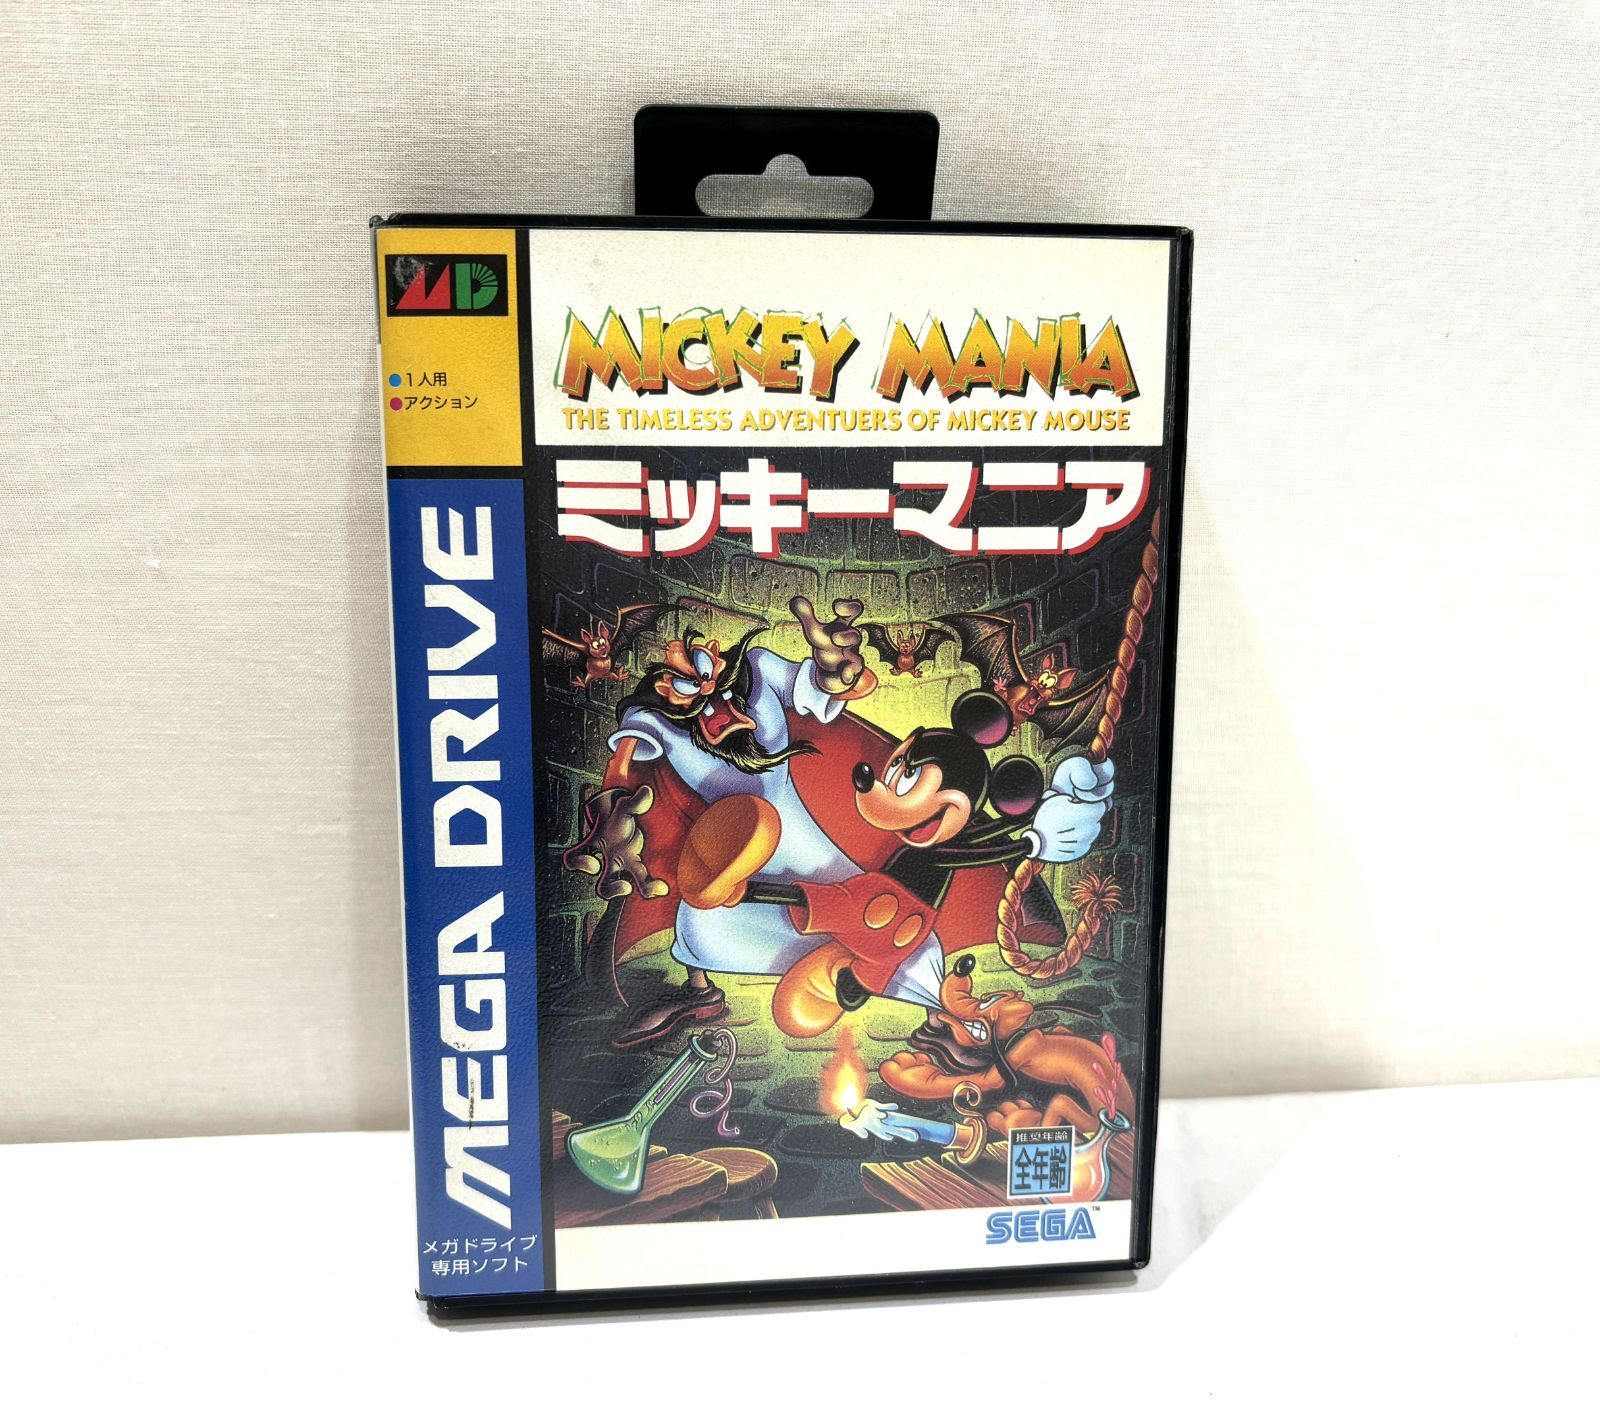 MD
●1人用
●アクション
MEGA DRIVE
メガドライブ
専用ソフト
MICKEY MANIA
THE TIMELESS ADVENTUERS OF MICKEY MOUSE
ミッキーマニア
推奨年齢
全年齢
SEGA™